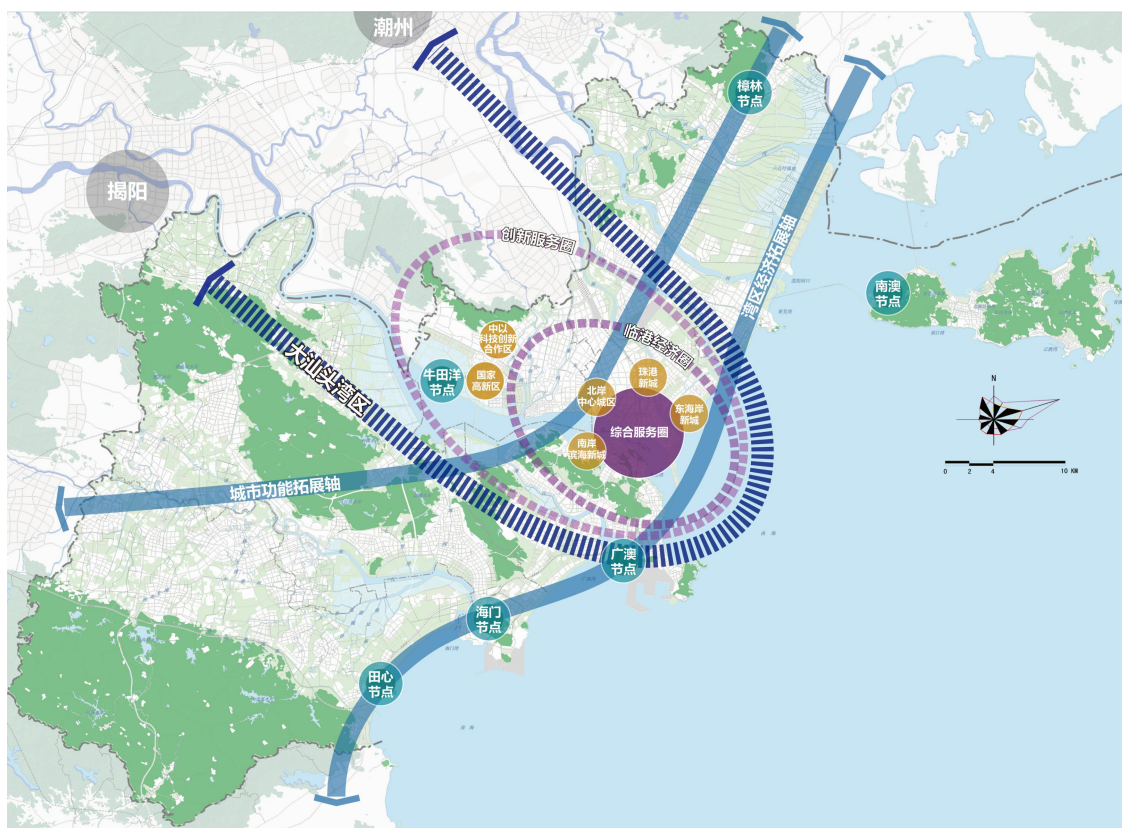 潮州
樟林
节点
揭阳
创新服务圈
湾区经济拓展轴
南澳
节点
临港经济圈
中以
科技创新
合作区
大汕头湾区
牛田洋
节点
国家
高新区
珠港
新城
北岸
中心城区
东海岸
新城
综合服务圈
南岸
滨海新城
N
0 2 4 10 KM
城市功能拓展轴
广澳
节点
海门
节点
田心
节点